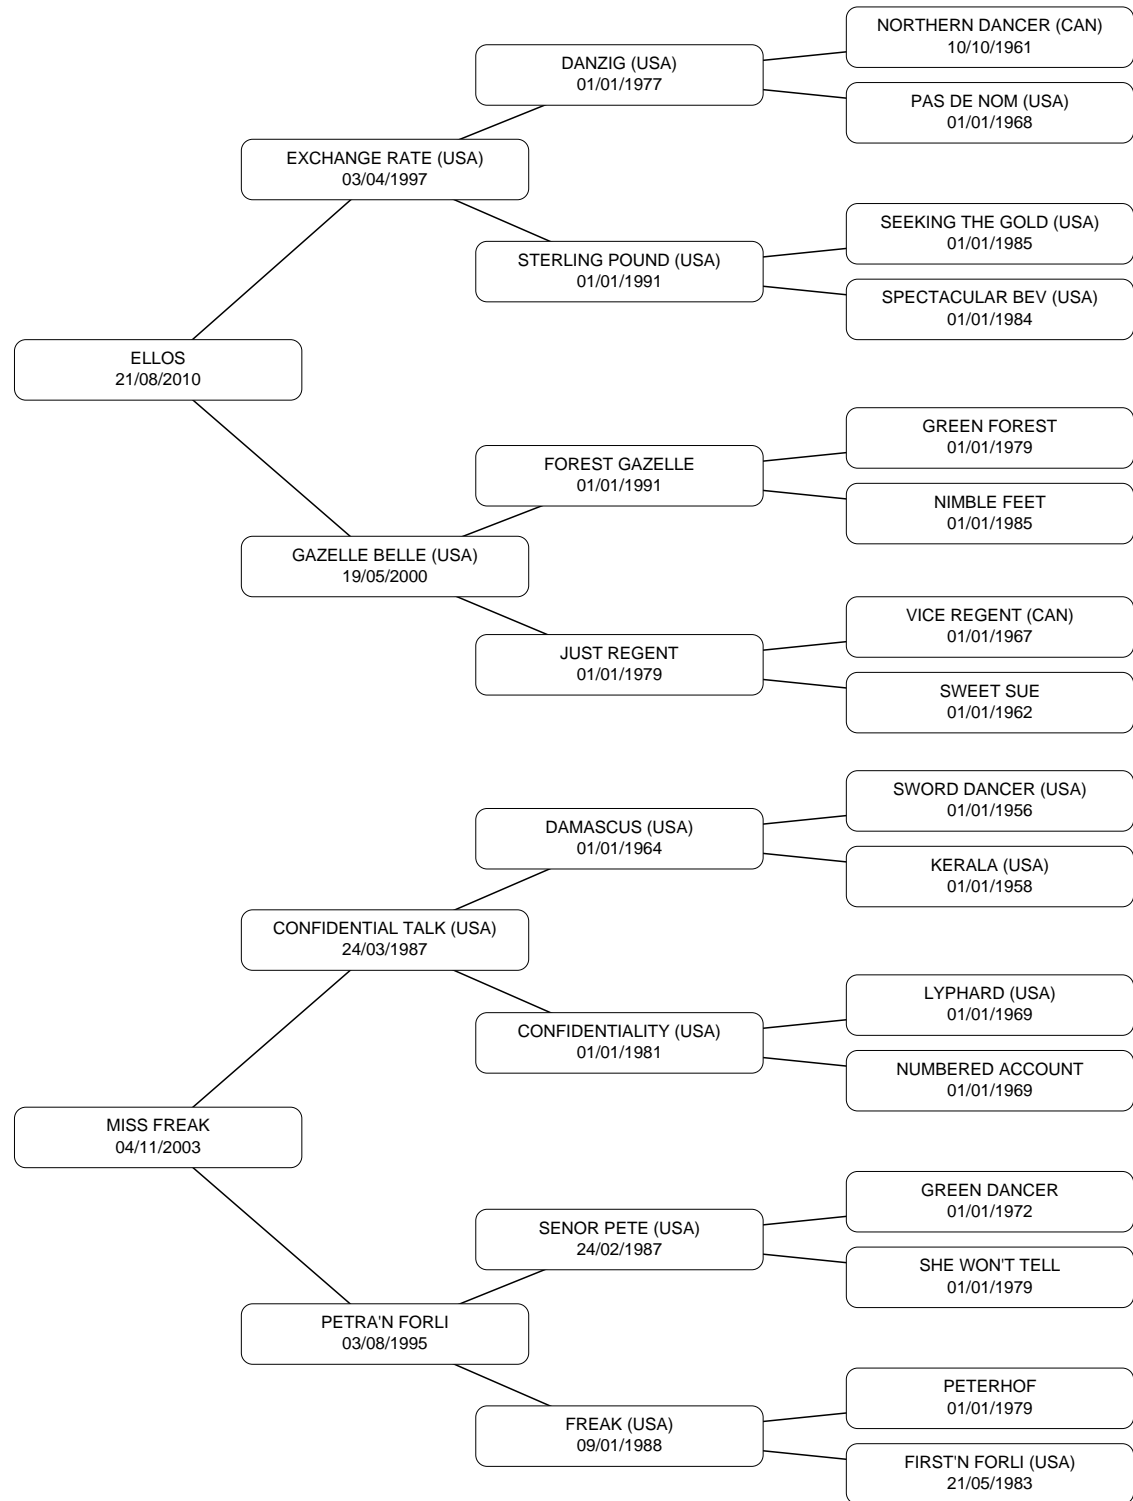 NORTHERN DANCER (CAN)
10/10/1961
DANZIG (USA)
01/01/1977
PAS DE NOM (USA)
01/01/1968
EXCHANGE RATE (USA)
03/04/1997
SEEKING THE GOLD (USA)
01/01/1985
STERLING POUND (USA)
01/01/1991
SPECTACULAR BEV (USA)
01/01/1984
ELLOS
21/08/2010
GREEN FOREST
01/01/1979
FOREST GAZELLE
01/01/1991
NIMBLE FEET
01/01/1985
GAZELLE BELLE (USA)
19/05/2000
VICE REGENT (CAN)
01/01/1967
JUST REGENT
01/01/1979
SWEET SUE
01/01/1962
SWORD DANCER (USA)
01/01/1956
DAMASCUS (USA)
01/01/1964
KERALA (USA)
01/01/1958
CONFIDENTIAL TALK (USA)
24/03/1987
LYPHARD (USA)
01/01/1969
CONFIDENTIALITY (USA)
01/01/1981
NUMBERED ACCOUNT
01/01/1969
MISS FREAK
04/11/2003
GREEN DANCER
01/01/1972
SENOR PETE (USA)
24/02/1987
SHE WON'T TELL
01/01/1979
PETRA'N FORLI
03/08/1995
PETERHOF
01/01/1979
FREAK (USA)
09/01/1988
FIRST'N FORLI (USA)
21/05/1983